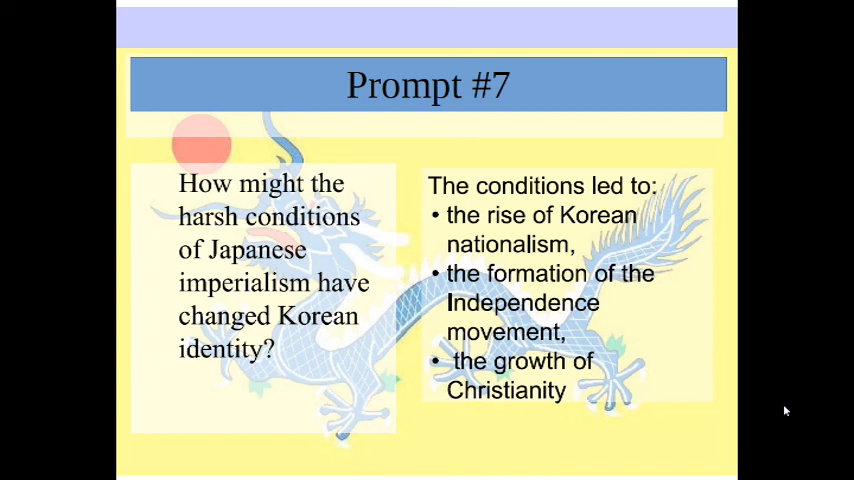 Prompt #7
How might the
harsh conditions
of Japanese
imperialism have
changed Korean
identity?
The conditions led to:
• the rise of Korean
nationalism,
• the formation of the
Independence
movement,
• the growth of
Christianity